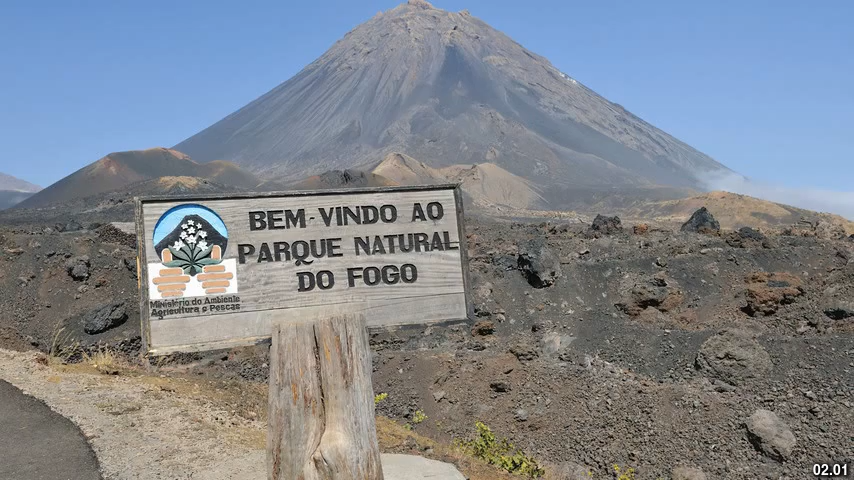 BEM-VINDO AO
PARQUE NATURAL
DO FOGO
Ministério do Ambiente
Agricultura e Pescas
02.01